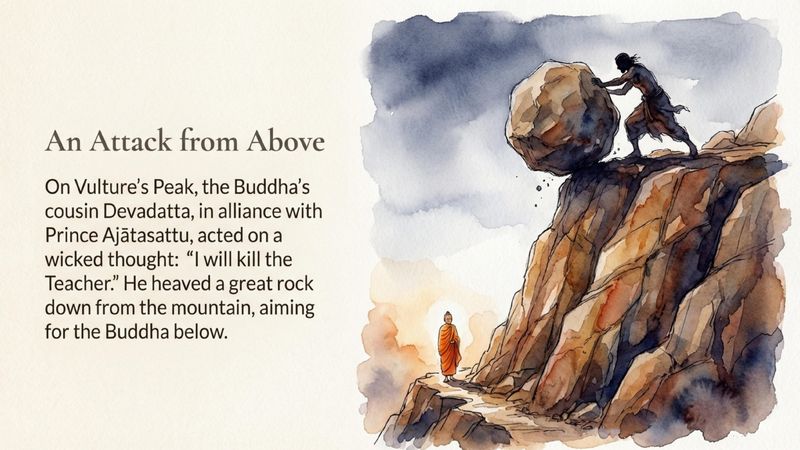 An Attack from Above
On Vulture’s Peak, the Buddha’s
cousin Devadatta, in alliance with
Prince Ajātasattu, acted on a
wicked thought: “I will kill the
Teacher.” He heaved a great rock
down from the mountain, aiming
for the Buddha below.